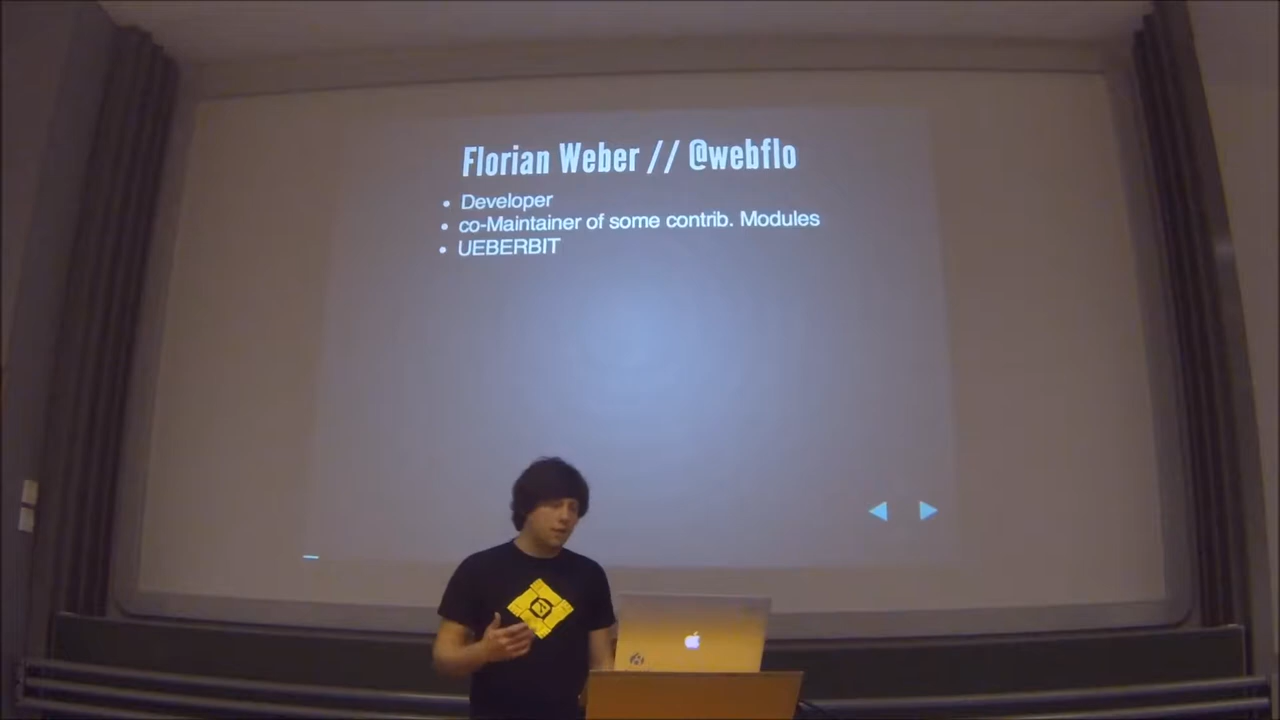 Florian Weber // @webflo
Developer
co-Maintainer of some contrib. Modules
UEBERBIT